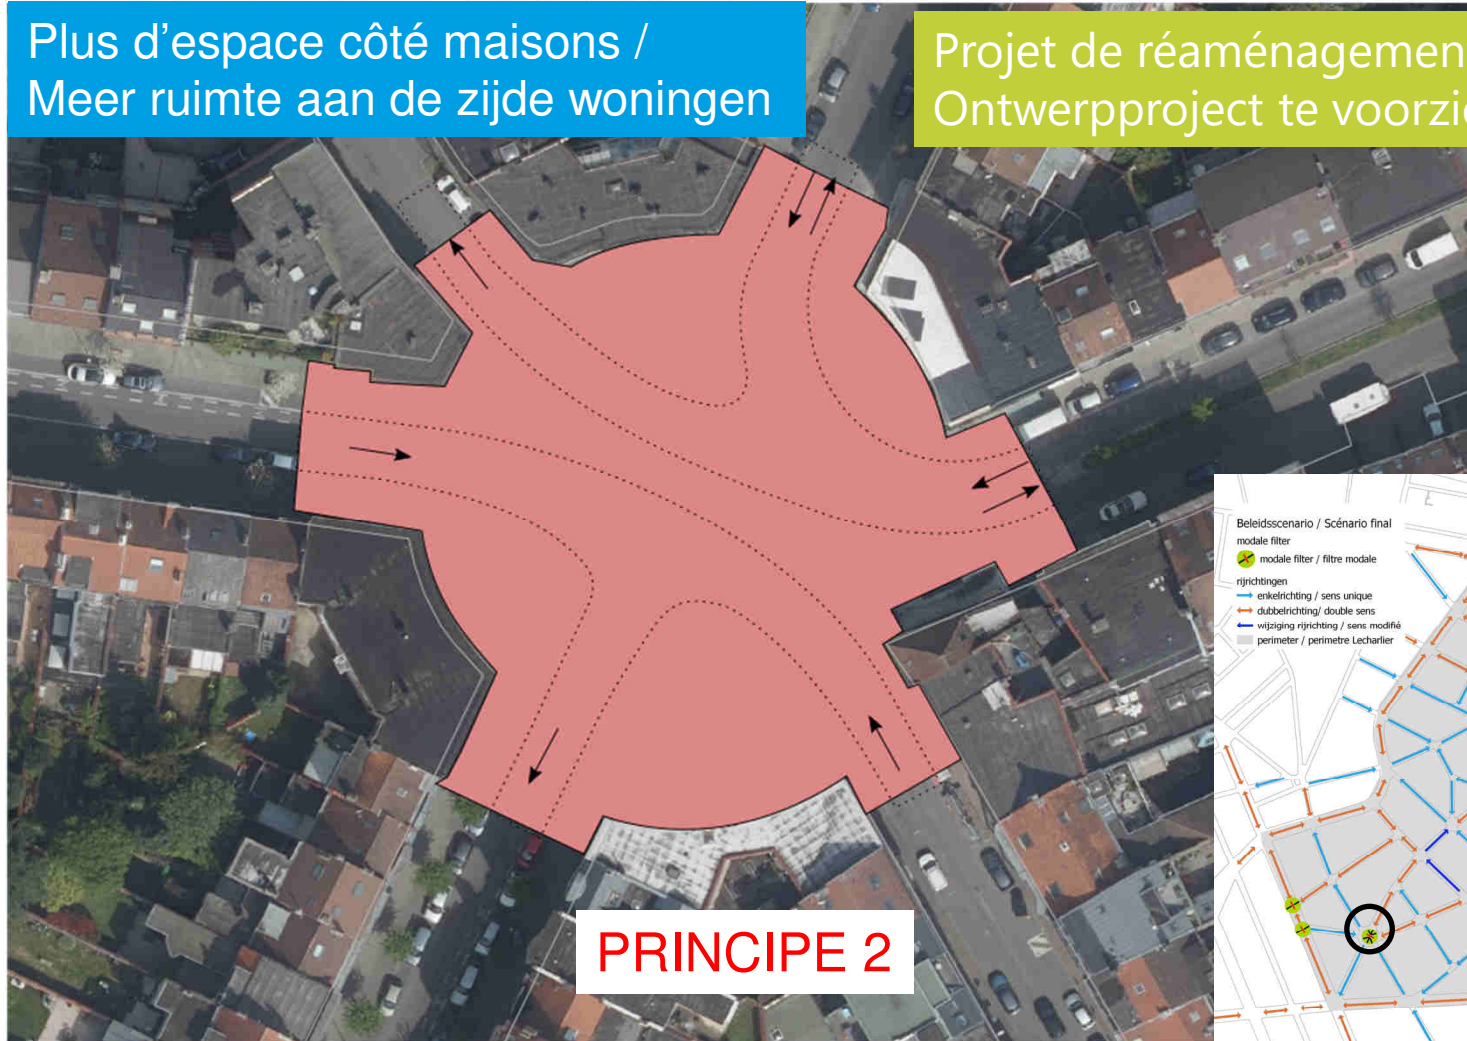 Plus d'espace côté maisons /
Meer ruimte aan de zijde woningen
Projet de réaménagemen
Ontwerpproject te voorzi
Beleidsscenario / Scénario final
modale filter
modale filter / filtre modale
rijrichtingen
enkelrichting / sens unique
dubbelrichting/ double sens
wijziging rijrichting / sens modifié
perimeter / perimetre Lecharlier
PRINCIPE 2